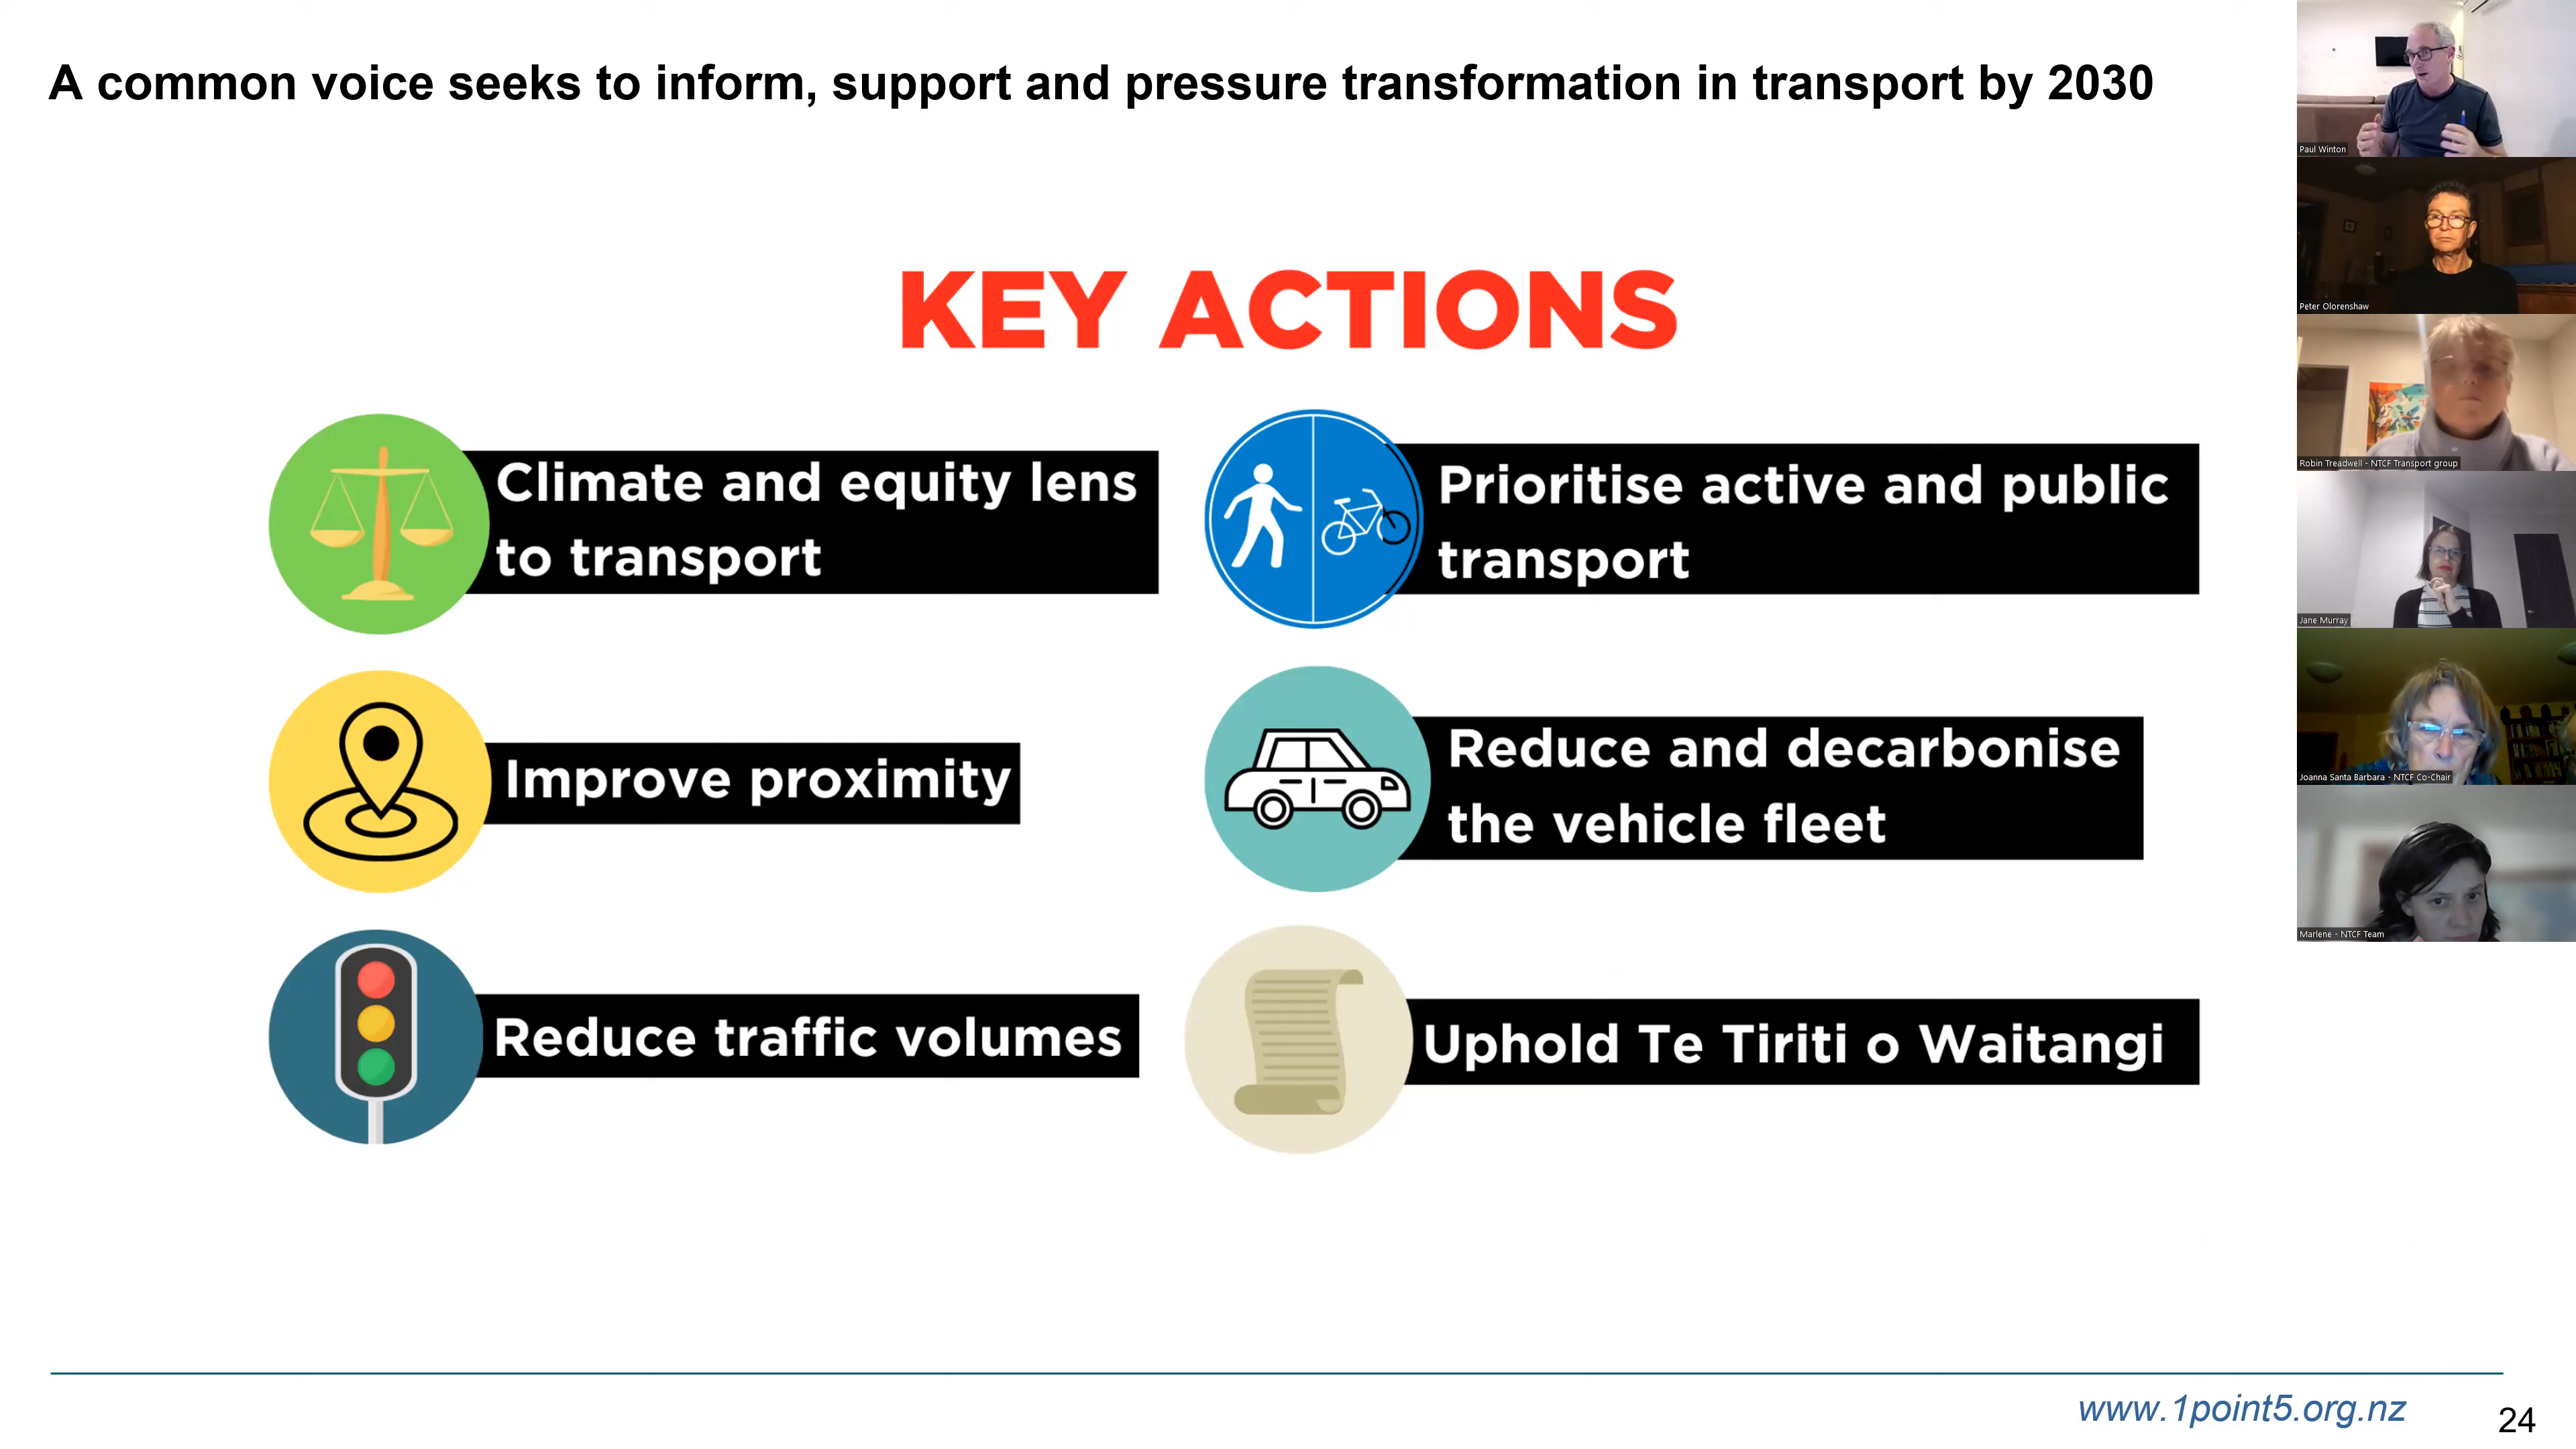 A common voice seeks to inform, support and pressure transformation in transport by 2030
KEY ACTIONS
Climate and equity lens
to transport
Prioritise active and public
transport
Improve proximity
Reduce and decarbonise
the vehicle fleet
Reduce traffic volumes
Uphold Te Tiriti o Waitangi
www.1point5.org.nz
24
Paul Winton
Peter Olorenshaw
Robin Treadwell - NTCF Transport group
Jane Murray
Joanna Santa Barbara - NTCF Co-Chair
Marlene - NTCF Team